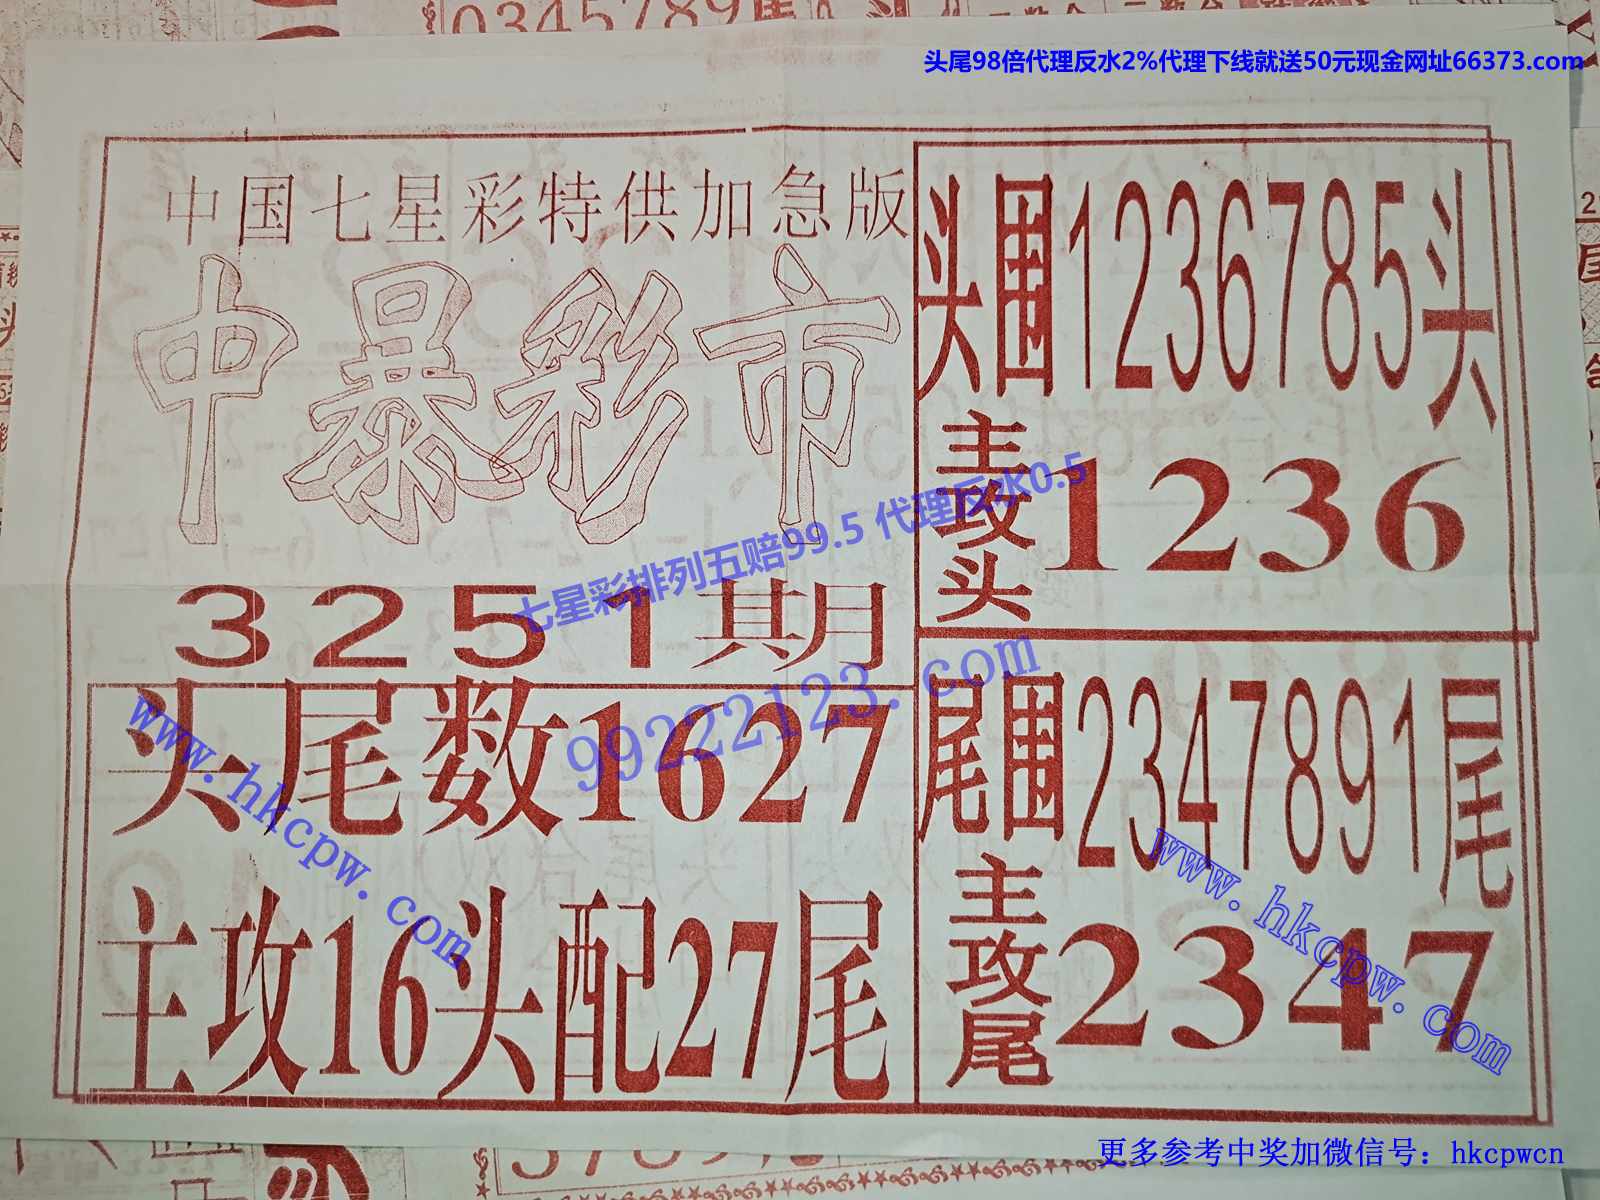 头尾98倍代理反水2%代理下线就送50元现金网址66373.com
中国七星彩特供加急版
中暴彩市
3251期
头尾数1627
主攻16头配27尾
头围1236785头
主攻头1236
尾围2347891尾
主攻尾2347
七星彩排列五赔99.5 代理反水0.5
99222123.com
www.hkcpw.com
www.hkcpw.com
更多参考中奖加微信号：hkcpwcn